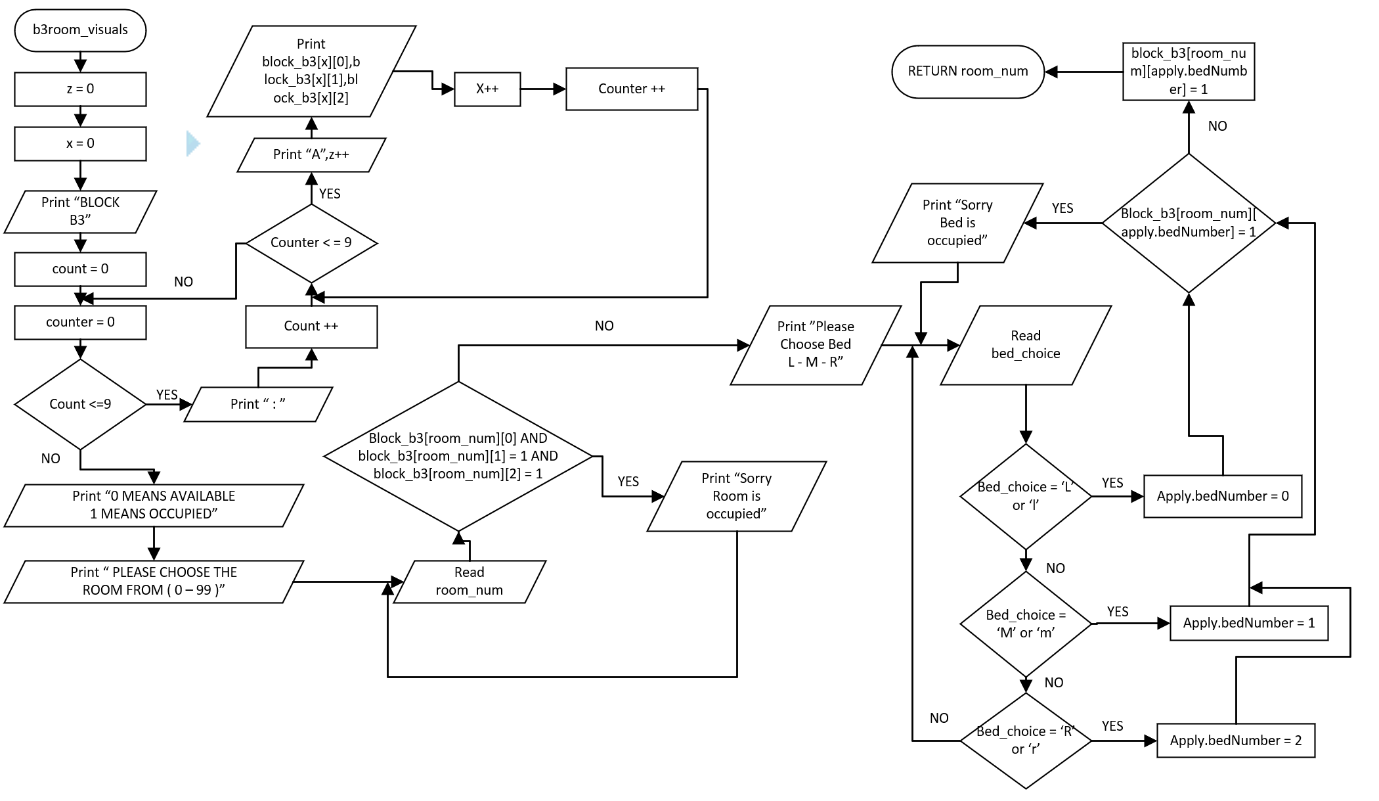 b3room_visuals
z = 0
x = 0
Print “BLOCK
B3”
count = 0
counter = 0
Count <=9
YES
NO
Print “ : ”
Count ++
Counter < = 9
NO
YES
Print “A”,z++
Print
block_b3[x][0],b
lock_b3[x][1],bl
ock_b3[x][2]
X++
Counter ++
Print “0 MEANS AVAILABLE
1 MEANS OCCUPIED”
Print “ PLEASE CHOOSE THE
ROOM FROM ( 0 – 99 )”
Read
room_num
Block_b3[room_num][0] AND
block_b3[room_num][1] = 1 AND
block_b3[room_num][2] = 1
YES
Print “Sorry
Room is
occupied”
NO
Print ”Please
Choose Bed
L - M - R”
Read
bed_choice
Bed_choice = ‘L’
or ‘l’
YES
Apply.bedNumber = 0
NO
Bed_choice =
‘M’ or ‘m’
YES
Apply.bedNumber = 1
NO
Bed_choice = ‘R’
or ‘r’
YES
Apply.bedNumber = 2
NO
Block_b3[room_num][
apply.bedNumber] = 1
YES
Print “Sorry
Bed is
occupied”
NO
block_b3[room_nu
m][apply.bedNumb
er] = 1
RETURN room_num